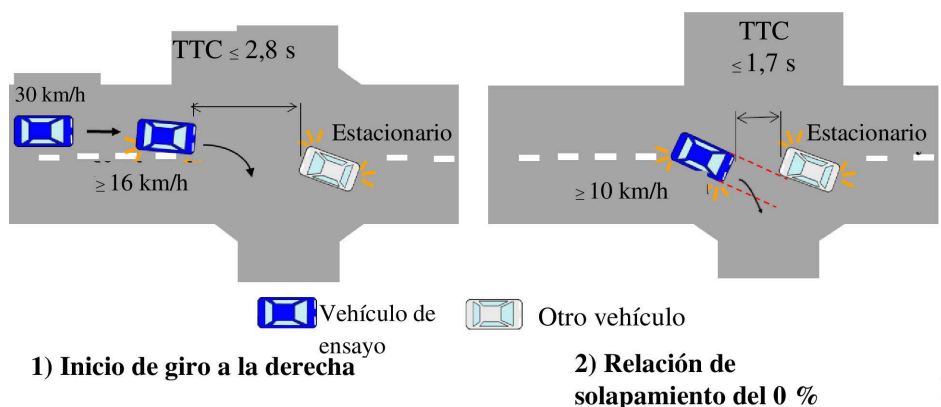 TTC ≤ 2,8 s
30 km/h
Estacionario
≥ 16 km/h
TTC
≤ 1,7 s
Estacionario
≥ 10 km/h
Vehículo de
ensayo
Otro vehículo
1) Inicio de giro a la derecha
2) Relación de
solapamiento del 0 %